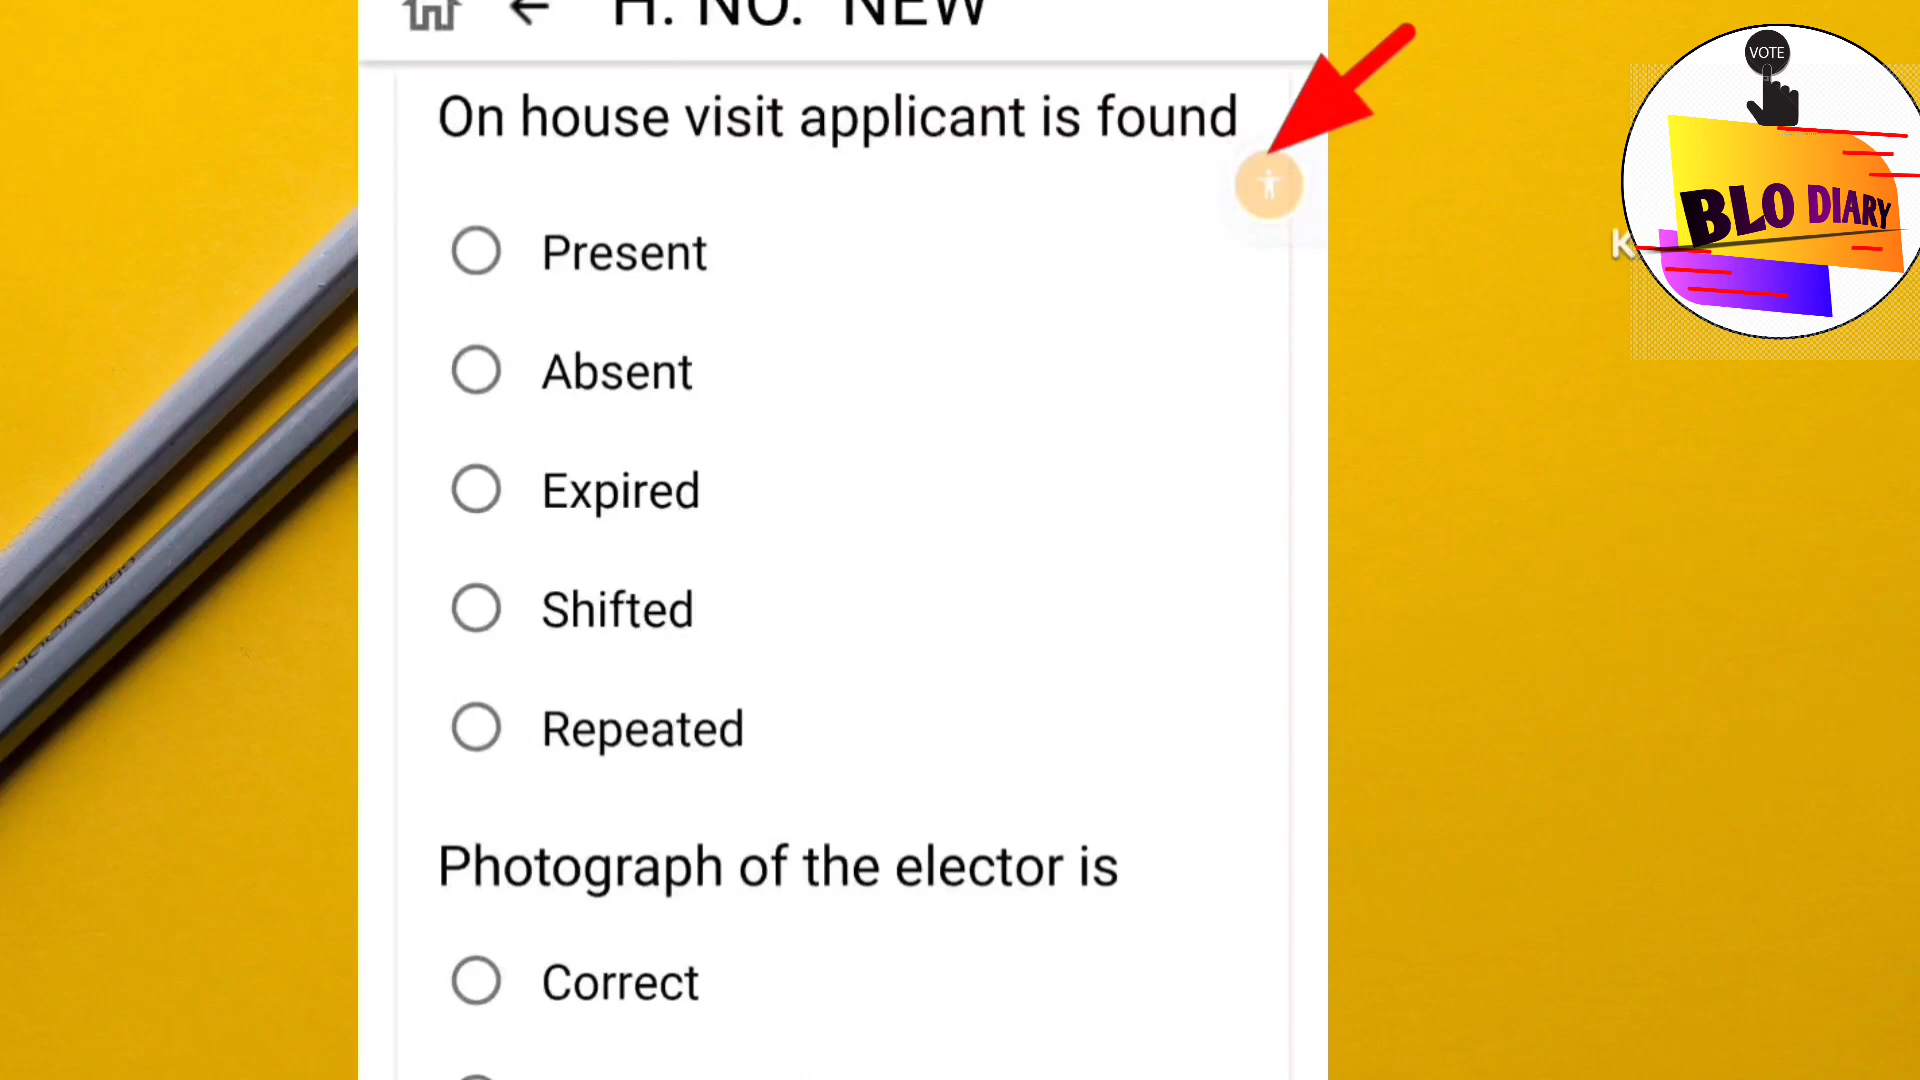 H. NO. NEW
On house visit applicant is found
Present
Absent
Expired
Shifted
Repeated
Photograph of the elector is
Correct
VOTE
BLO DIARY
K